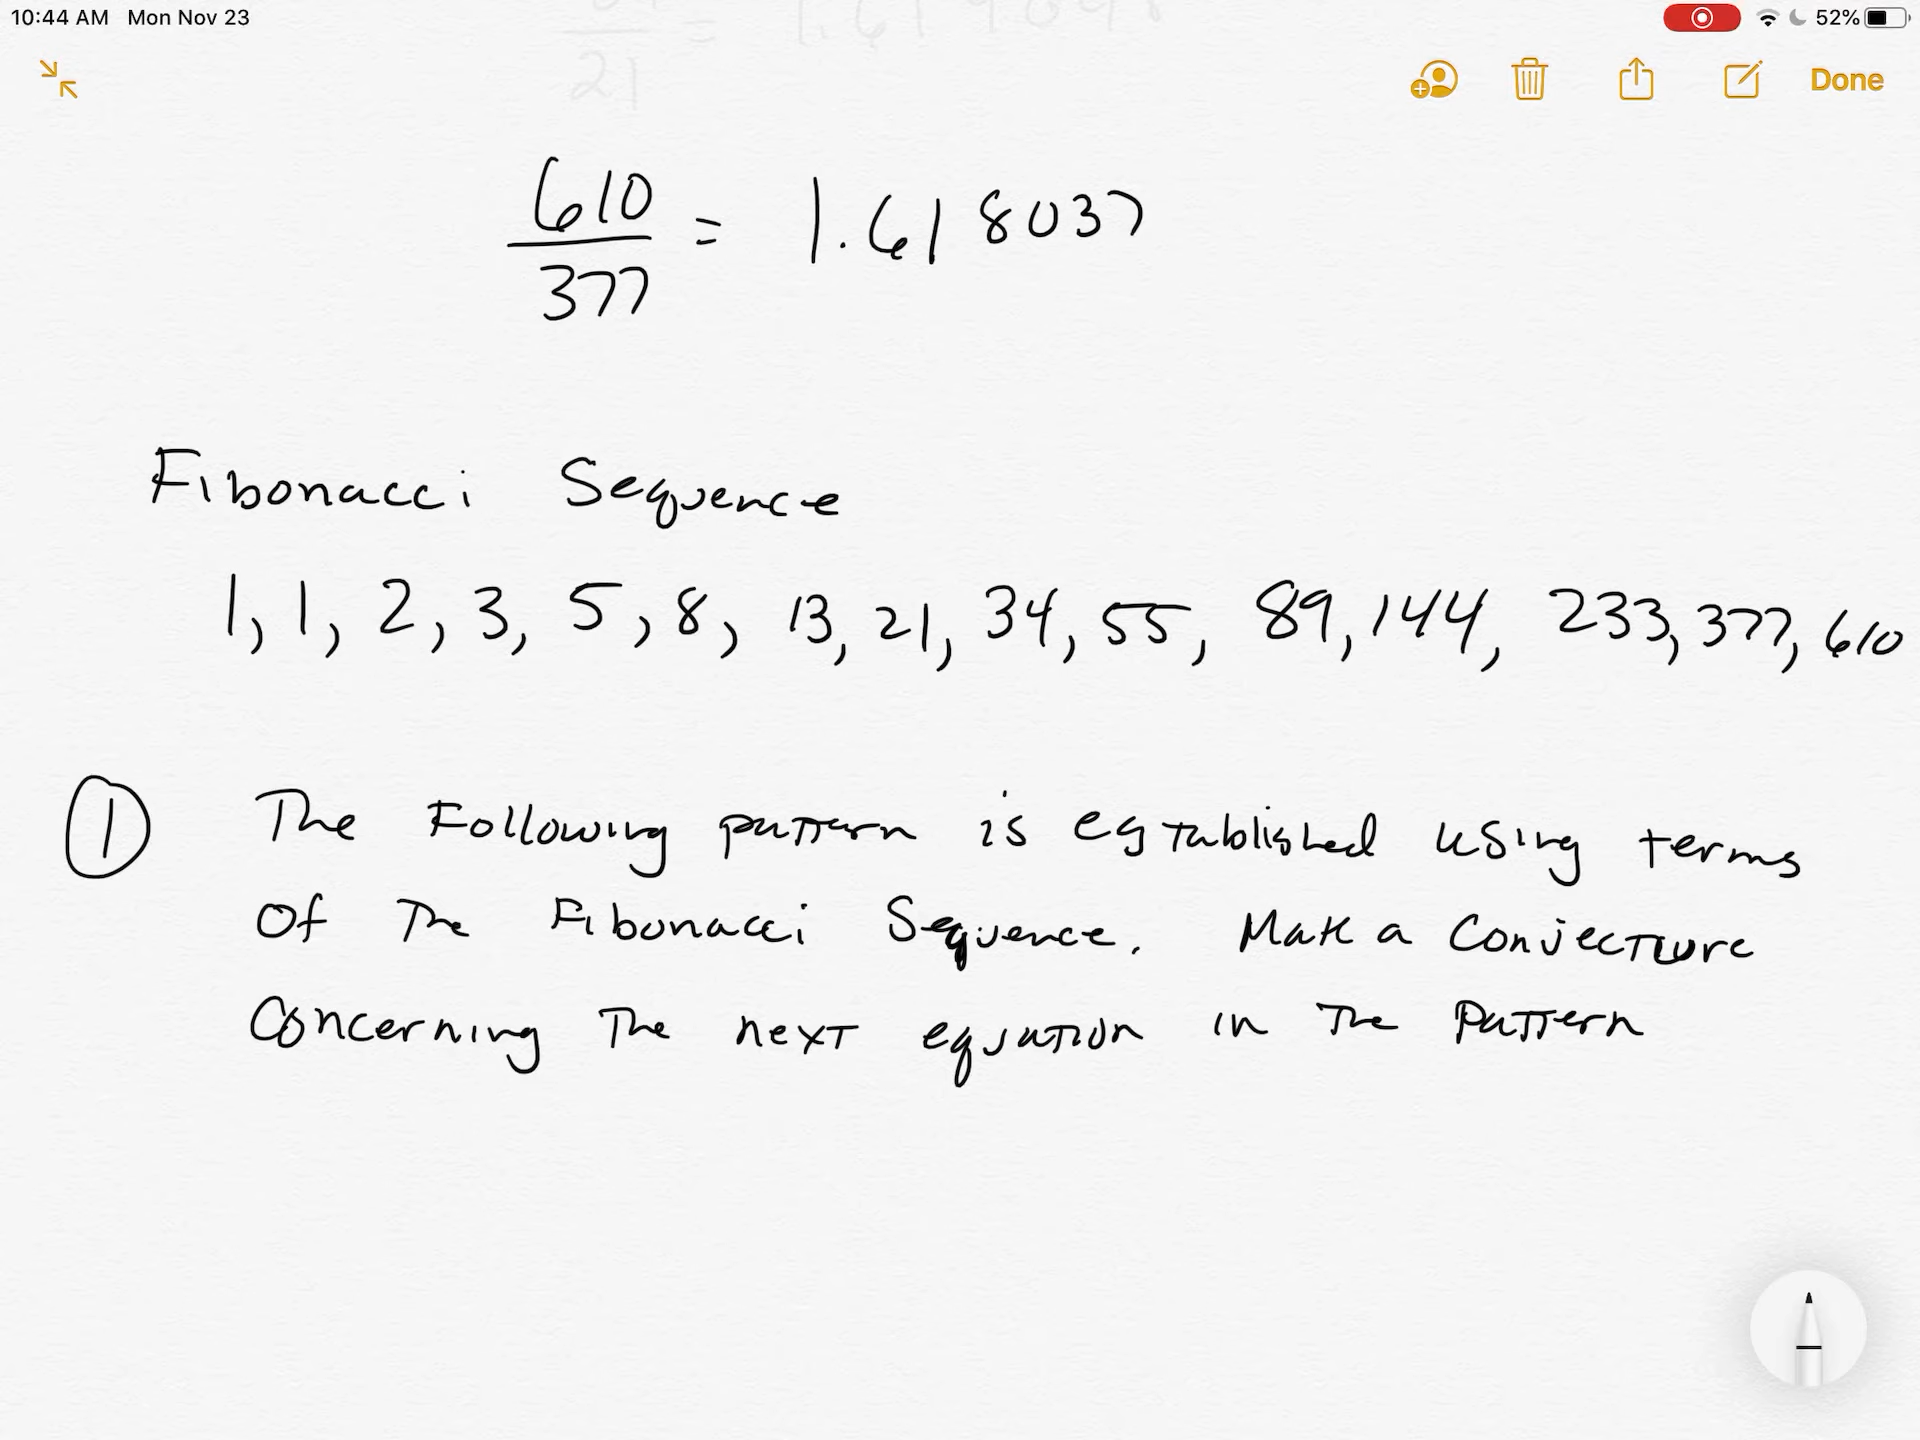 10:44 AM Mon Nov 23
52%
21
Done
610
377
= 1.618037
Fibonacci Sequence
1, 1, 2, 3, 5, 8, 13, 21, 34, 55, 89, 144, 233, 377, 610
① The Following pattern is established using terms
Of The Fibonacci Sequence. Make a Conjecture
Concerning The next equation in The Pattern